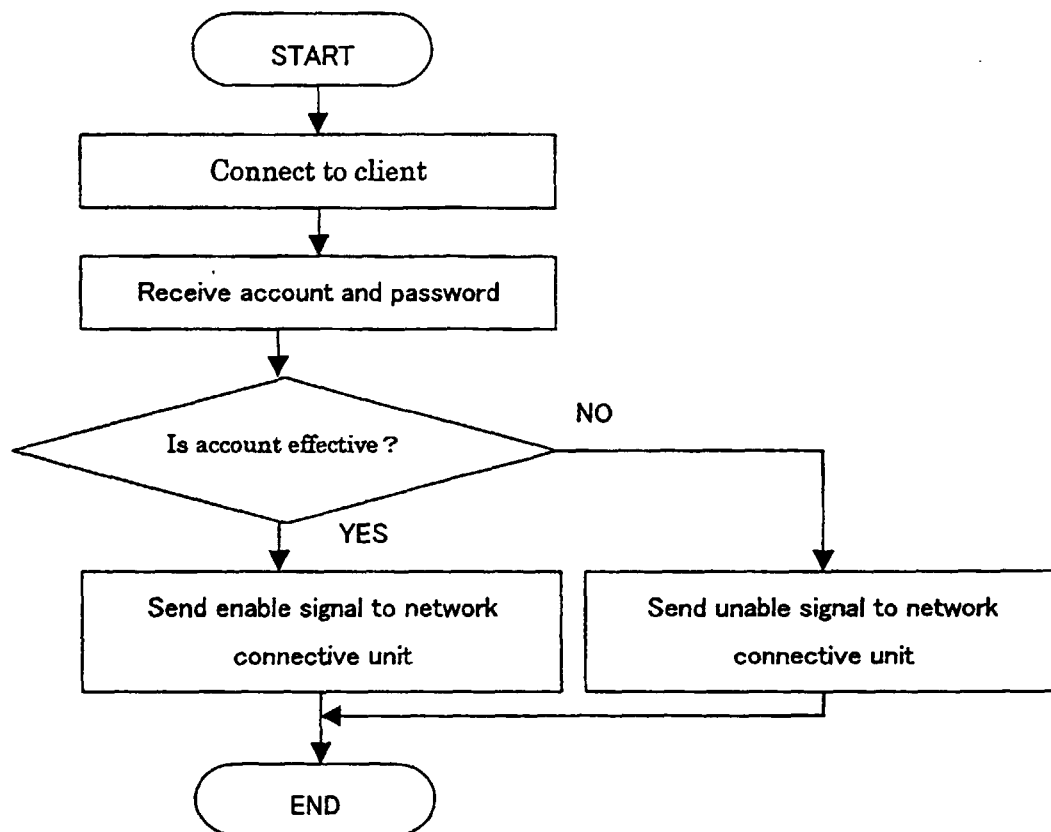 START
Connect to client
Receive account and password
Is account effective ?
NO
YES
Send enable signal to network
connective unit
Send unable signal to network
connective unit
END